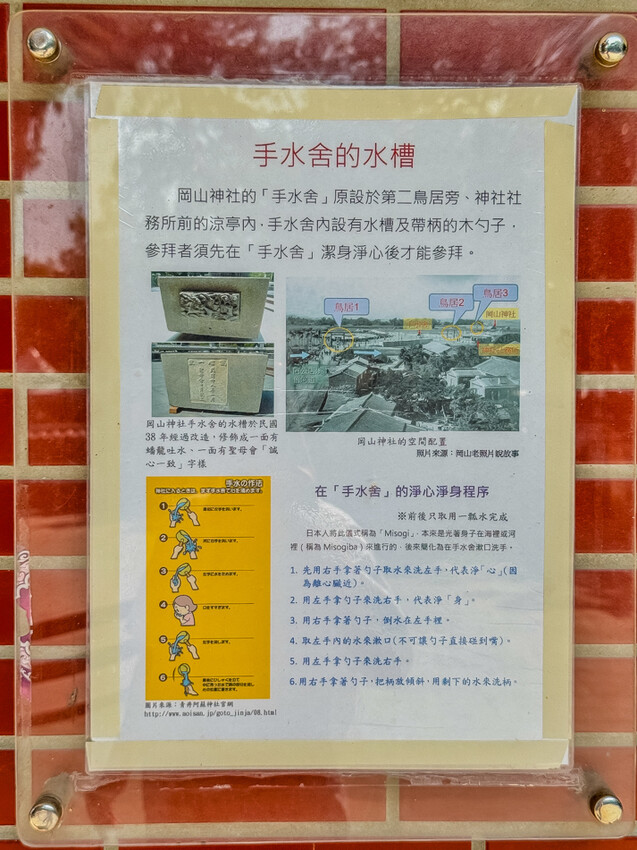 手水舍的水槽
岡山神社的「手水舍」原設於第二鳥居旁、神社社
務所前的涼亭內,手水舍內設有水槽及帶柄的木勺子,
參拜者須先在「手水舍」潔身淨心後才能參拜。
鳥居1
鳥居2
鳥居3
岡山神社
岡山神社手水舍的水槽於民國
38 年經過改造,修飾成一面有
蟠龍吐水、一面有聖母會「誠
心一致」字樣
岡山神社的空間配置
照片來源:岡山老照片說故事
手水の作法
1
2
3
4
5
6
圖片來源:青井阿蘇神社官網
http://www.aoisan.jp/goto_jinja/08.html
在「手水舍」的淨心淨身程序
※前後只取用一瓢水完成
日本人將此儀式稱為「Misogi」,本來是光著身子在海裡或河
裡(稱為 Misogiba)來進行的,後來簡化為在手水舍漱口洗手。
1. 先用右手拿著勺子取水來洗左手,代表淨「心」(因
為離心臟近)。
2. 用左手拿勺子來洗右手,代表淨「身」。
3. 用右手拿著勺子,倒水在左手裡。
4. 取左手內的水來漱口(不可讓勺子直接碰到嘴)。
5. 用左手拿勺子來洗右手。
6.用右手拿著勺子,把柄放傾斜,用剩下的水來洗柄。